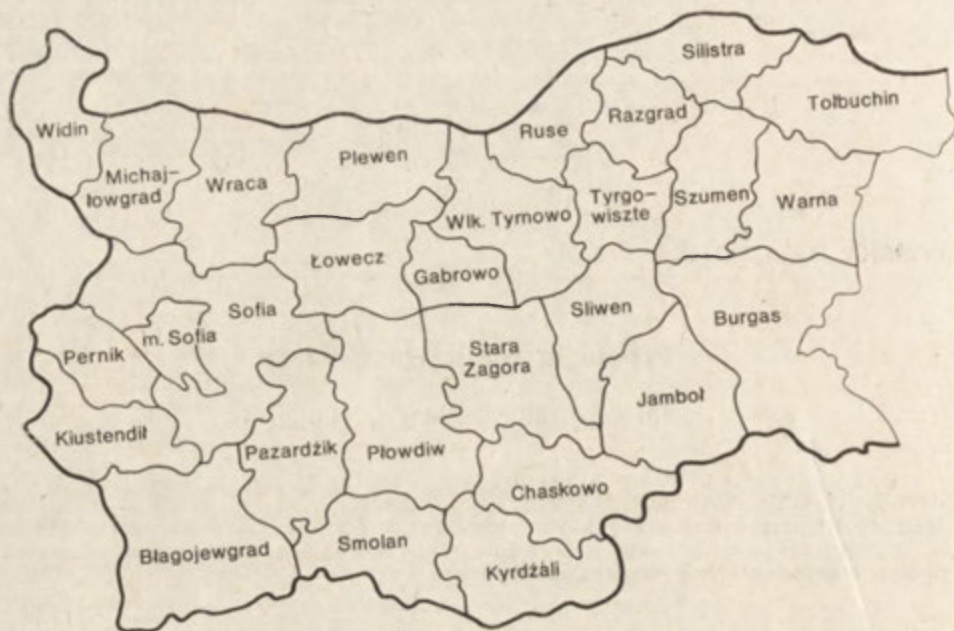 Silistra
Widin
Tołbuchin
Ruse
Razgrad
Plewen
Michaj-
łowgrad
Wraca
Wlk. Tyrnowo
Tyrgo-
wiszte
Szumen
Warna
Łowecz
Gabrowo
Sofia
Sliwen
Burgas
m. Sofia
Pernik
Stara
Zagora
Jamboł
Kiustendił
Pazardżik
Płowdiw
Chaskowo
Błagojewgrad
Smolan
Kyrdżali